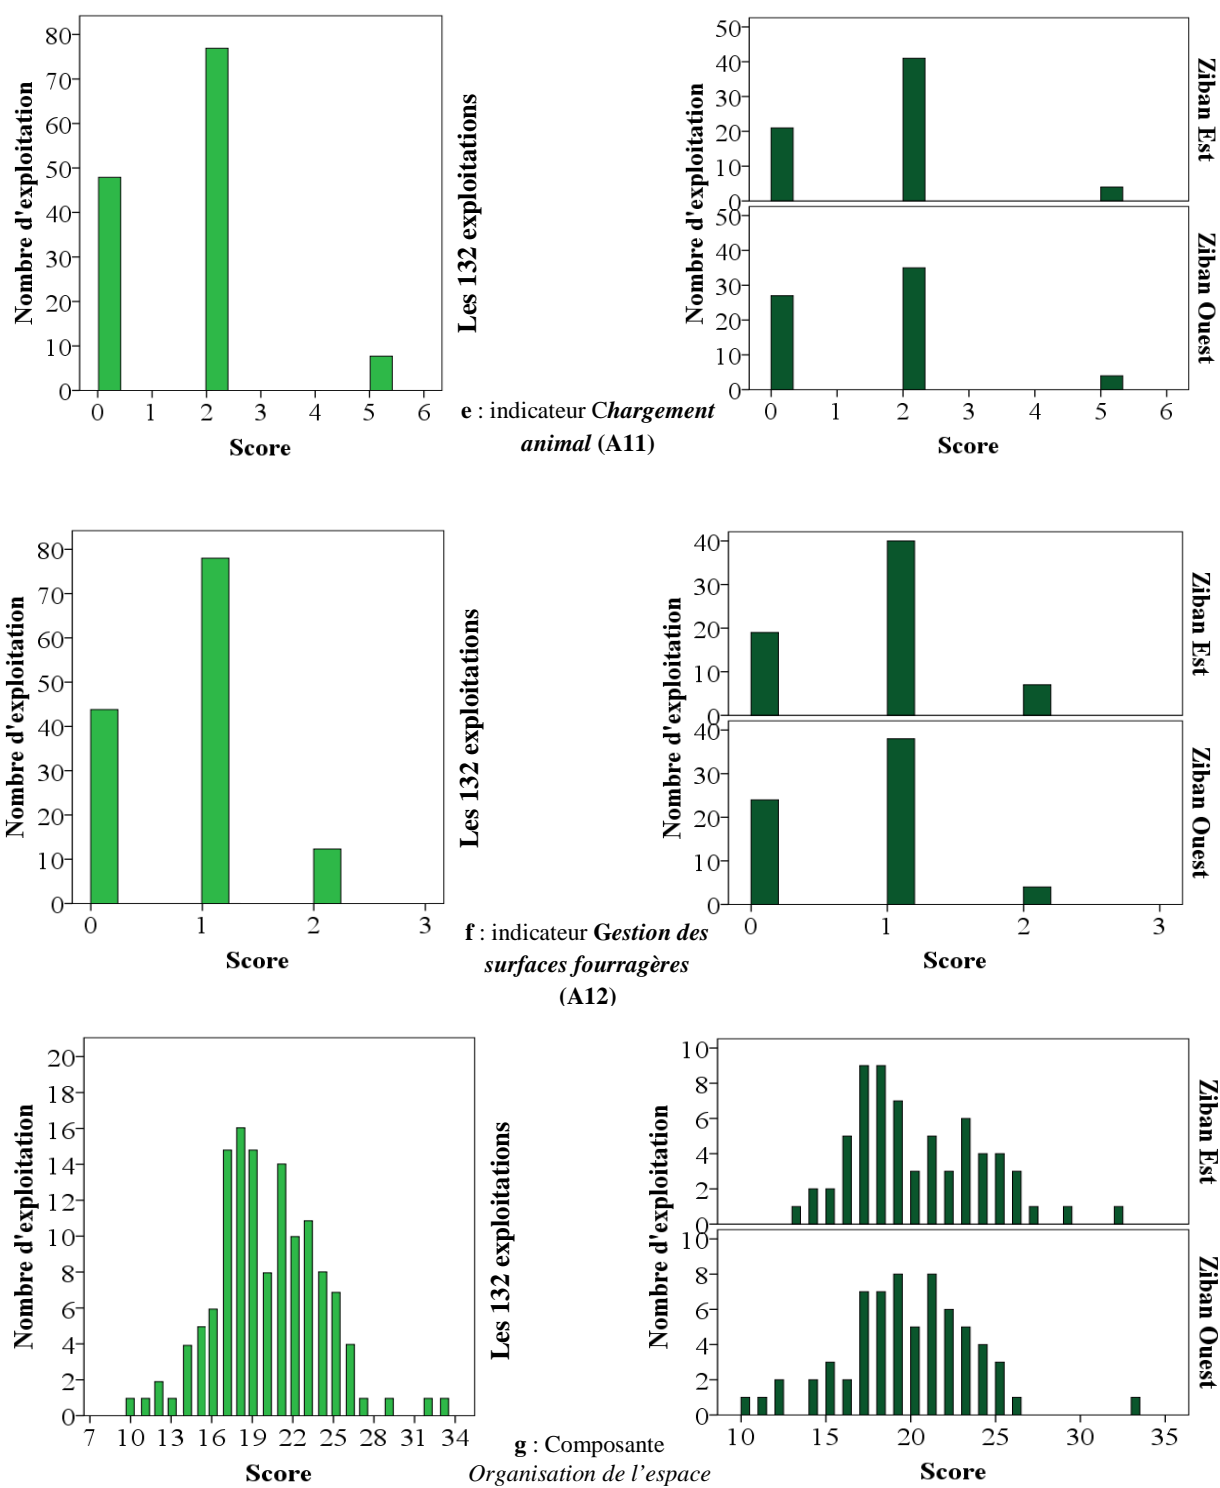 80
70
60
50
40
30
20
10
0
0 1 2 3 4 5 6
Score
Nombre d'exploitation
Les 132 exploitations
Nombre d'exploitation
50
40
30
20
10
0
Ziban Est
50
40
30
20
10
0
Ziban Ouest
0 1 2 3 4 5 6
Score
e : indicateur Chargement
animal (A11)
80
70
60
50
40
30
20
10
0
0 1 2 3
Score
Nombre d'exploitation
Les 132 exploitations
Nombre d'exploitation
40
30
20
10
0
Ziban Est
40
30
20
10
0
Ziban Ouest
0 1 2 3
Score
f : indicateur Gestion des
surfaces fourragères
(A12)
20
18
16
14
12
10
8
6
4
2
0
7 10 13 16 19 22 25 28 31 34
Score
Nombre d'exploitation
Les 132 exploitations
Nombre d'exploitation
10
8
6
4
2
0
Ziban Est
10
8
6
4
2
0
Ziban Ouest
10 15 20 25 30 35
Score
g : Composante
Organisation de l'espace